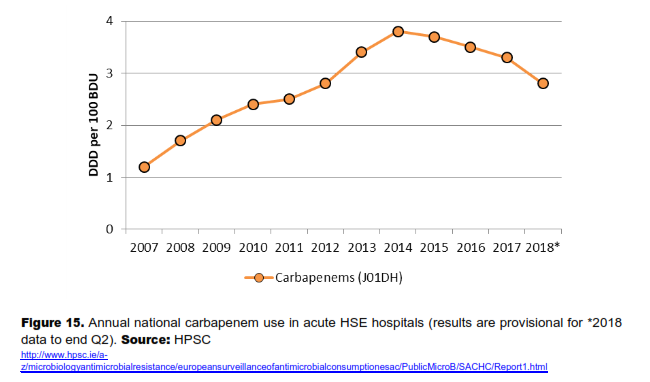 4
3
2
1
0
DDD per 100 BDU
2007 2008 2009 2010 2011 2012 2013 2014 2015 2016 2017 2018*
Carbapenems (J01DH)
Figure 15. Annual national carbapenem use in acute HSE hospitals (results are provisional for *2018
data to end Q2). Source: HPSC
http://www.hpsc.ie/a-
z/microbiologyantimicrobialresistance/europeansurveillanceofantimicrobialconsumptionesac/PublicMicroB/SACHC/Report1.html